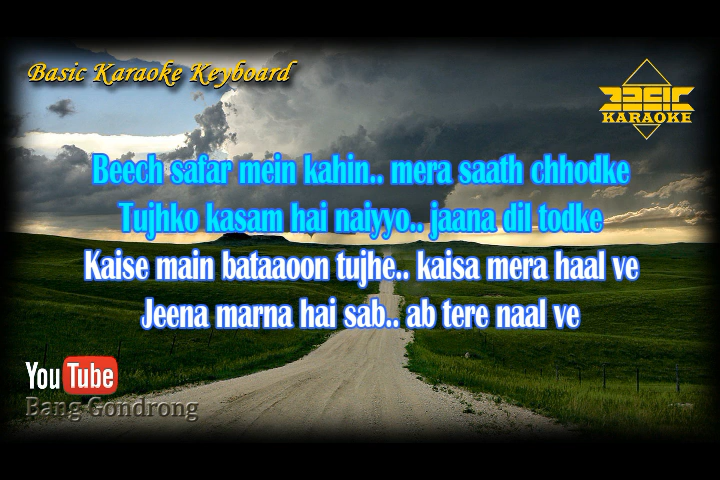 Basic Karaoke Keyboard
BASIC
KARAOKE
Beech safar mein kahin.. mera saath chhodke
Tujhko kasam hai naiyyo.. jaana dil todke
Kaise main bataaoon tujhe.. kaisa mera haal ve
Jeena marna hai sab.. ab tere naal ve
YouTube
Bang Gondrong